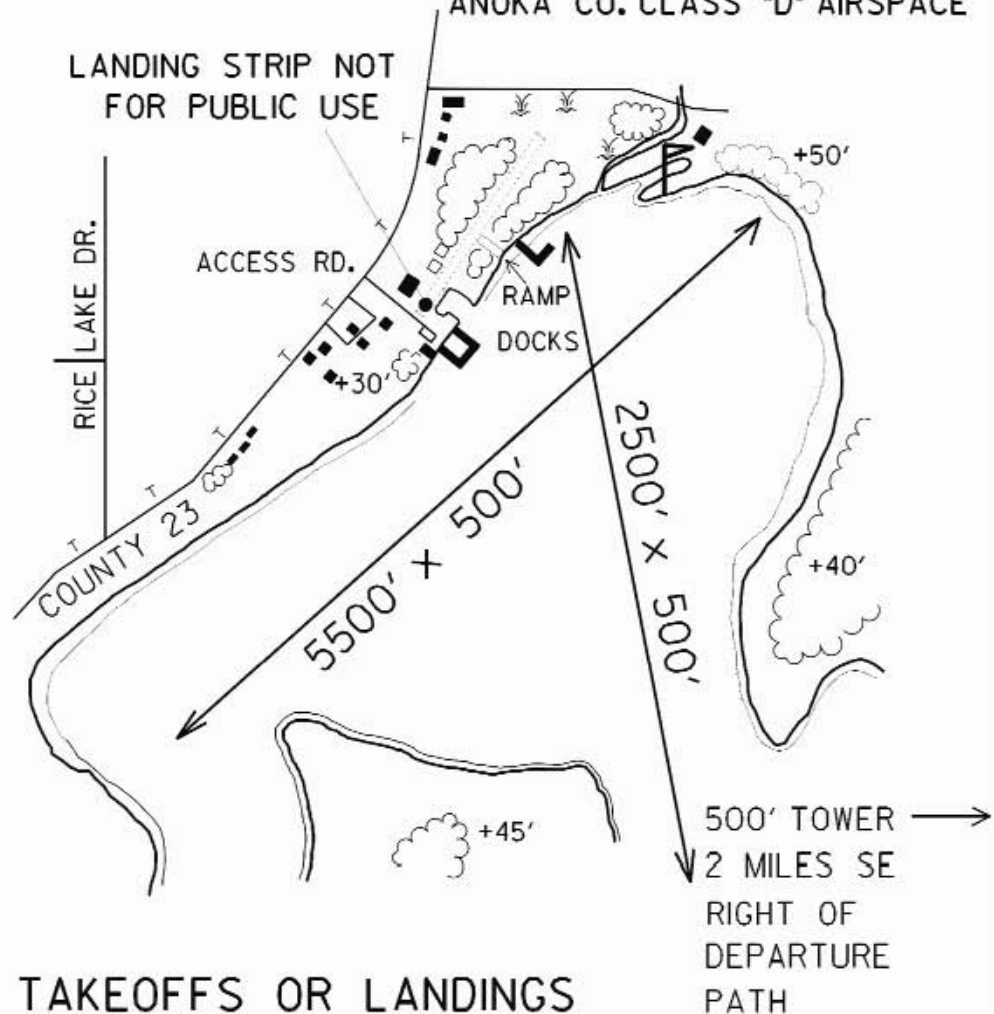 ANOKA CO. CLASS "D" AIRSPACE
LANDING STRIP NOT
FOR PUBLIC USE
+50'
RICE LAKE DR.
ACCESS RD.
RAMP
DOCKS
+30'
COUNTY 23
5500' X 500'
2500' X 500'
+40'
+45'
500' TOWER
2 MILES SE
RIGHT OF
DEPARTURE
PATH
TAKEOFFS OR LANDINGS